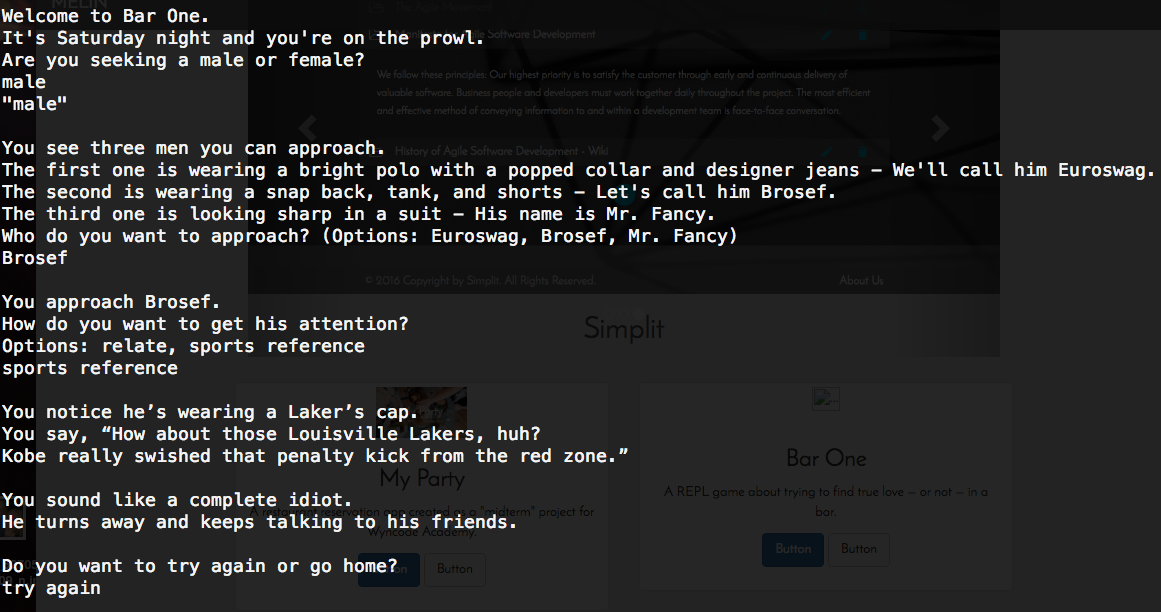 Welcome to Bar One.
It's Saturday night and you're on the prowl.
Are you seeking a male or female?
male
"male"
You see three men you can approach.
The first one is wearing a bright polo with a popped collar and designer jeans – We'll call him Euroswag.
The second is wearing a snap back, tank, and shorts – Let's call him Brosef.
The third one is looking sharp in a suit – His name is Mr. Fancy.
Who do you want to approach? (Options: Euroswag, Brosef, Mr. Fancy)
Brosef
You approach Brosef.
How do you want to get his attention?
Options: relate, sports reference
sports reference
You notice he’s wearing a Laker’s cap.
You say, “How about those Louisville Lakers, huh?
Kobe really swished that penalty kick from the red zone.”
You sound like a complete idiot.
He turns away and keeps talking to his friends.
Do you want to try again or go home?
try again
The Agile Movement
Agile Software Development
We follow these principles: Our highest priority is to satisfy the customer through early and continuous delivery of
valuable software. Business people and developers must work together daily throughout the project. The most efficient
and effective method of conveying information to and within a development team is face-to-face conversation.
History of Agile Software Development - Wiki
© 2016 Copyright by Simplit. All Rights Reserved.
About Us
Simplit
My Party
A restaurant reservation app created as a "midterm" project for
Wyncode Academy.
Button
Bar One
A REPL game about trying to find true love – or not – in a
bar.
Button
Button